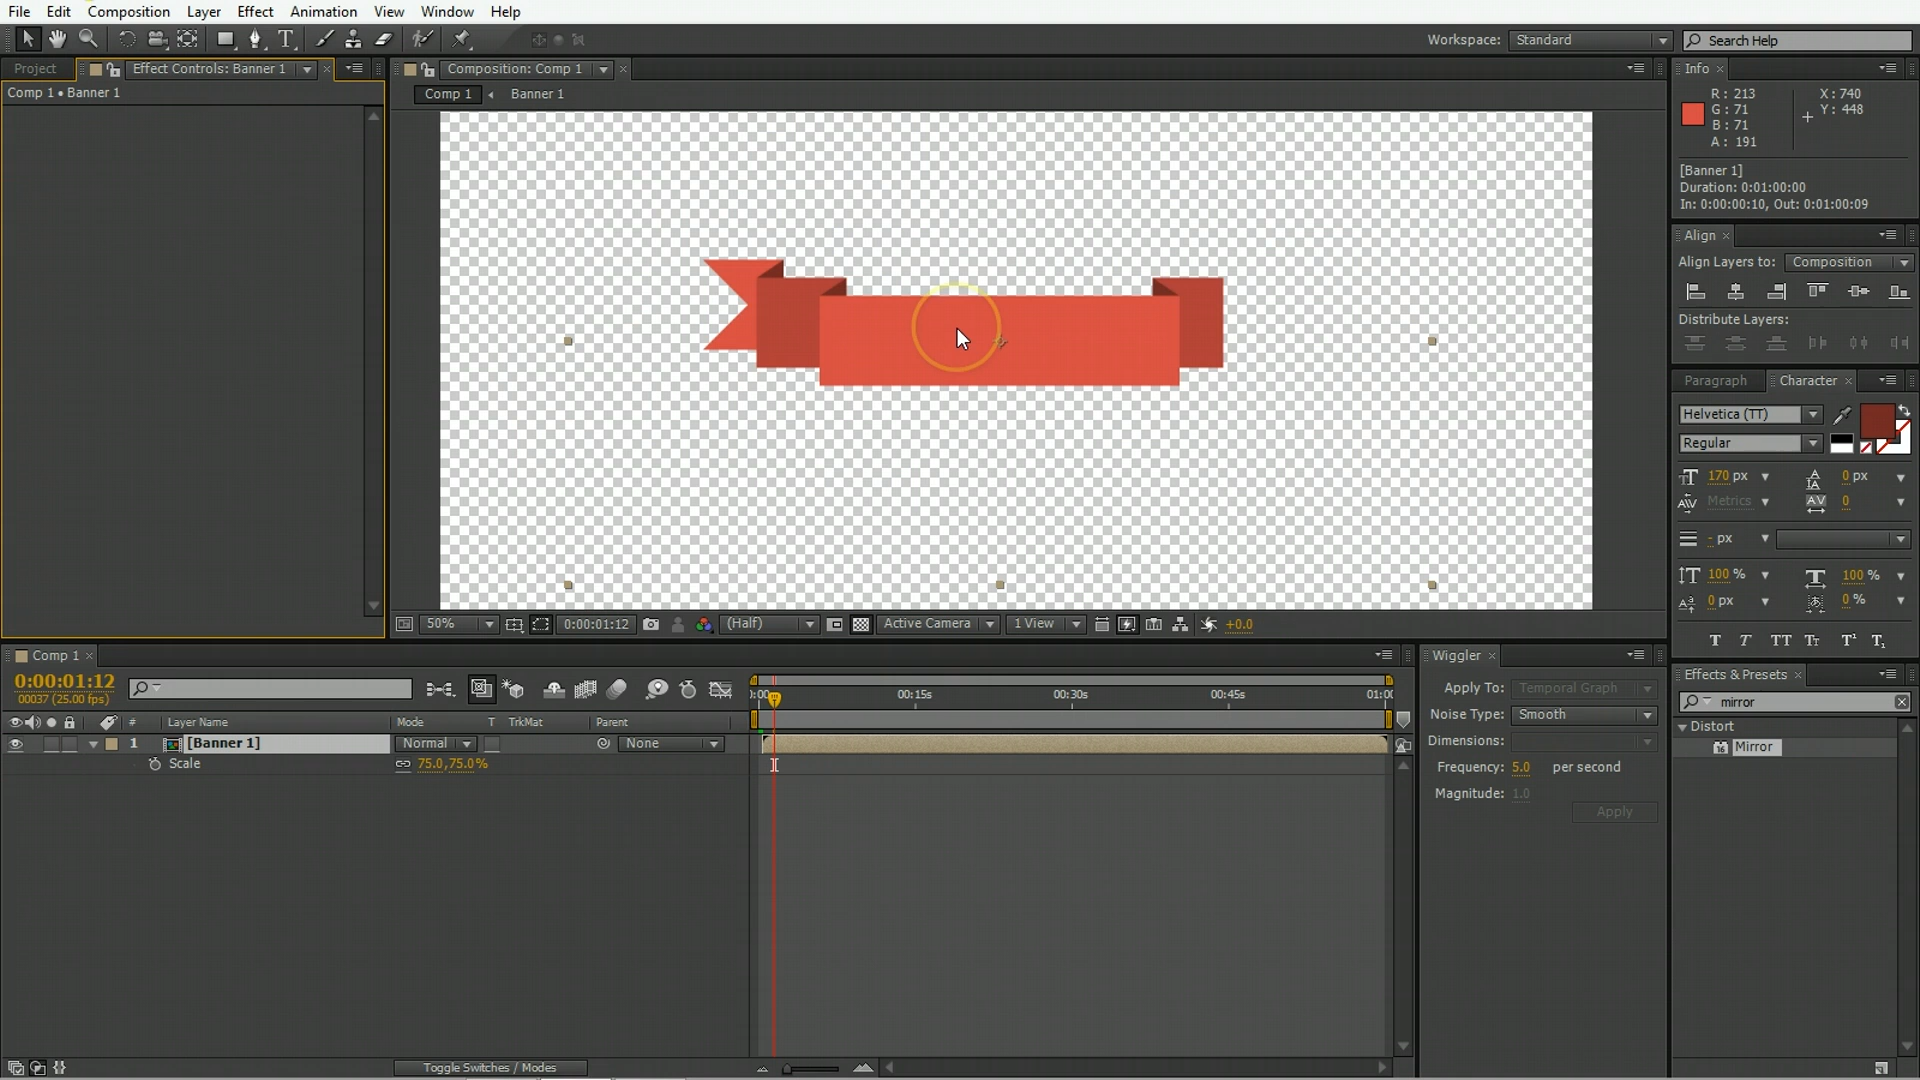 File Edit Composition Layer Effect Animation View Window Help
Workspace: Standard Search Help
Project Effect Controls: Banner 1 Composition: Comp 1 Info
Comp 1 • Banner 1
Comp 1 Banner 1
R: 213 X: 740
G: 71 Y: 448
B: 71
A: 191
[Banner 1]
Duration: 0:01:00:00
In: 0:00:00:10, Out: 0:01:00:09
Align
Align Layers to: Composition
Distribute Layers:
Paragraph Character
Helvetica (TT)
Regular
170 px 0 px
Metrics 0
- px
100 % 100 %
0 px 0 %
T T TT Tt T¹ T₁
50% 0:00:01:12 (Half) Active Camera 1 View +0.0
Comp 1
0:00:01:12
00037 (25.00 fps)
# Layer Name Mode T TrkMat Parent
1 [Banner 1] Normal None
Scale 75.0,75.0%
:00 00:15s 00:30s 00:45s 01:00
Toggle Switches / Modes
Wiggler
Apply To: Temporal Graph
Noise Type: Smooth
Dimensions:
Frequency: 5.0 per second
Magnitude: 1.0
Apply
Effects & Presets
mirror
Distort
Mirror